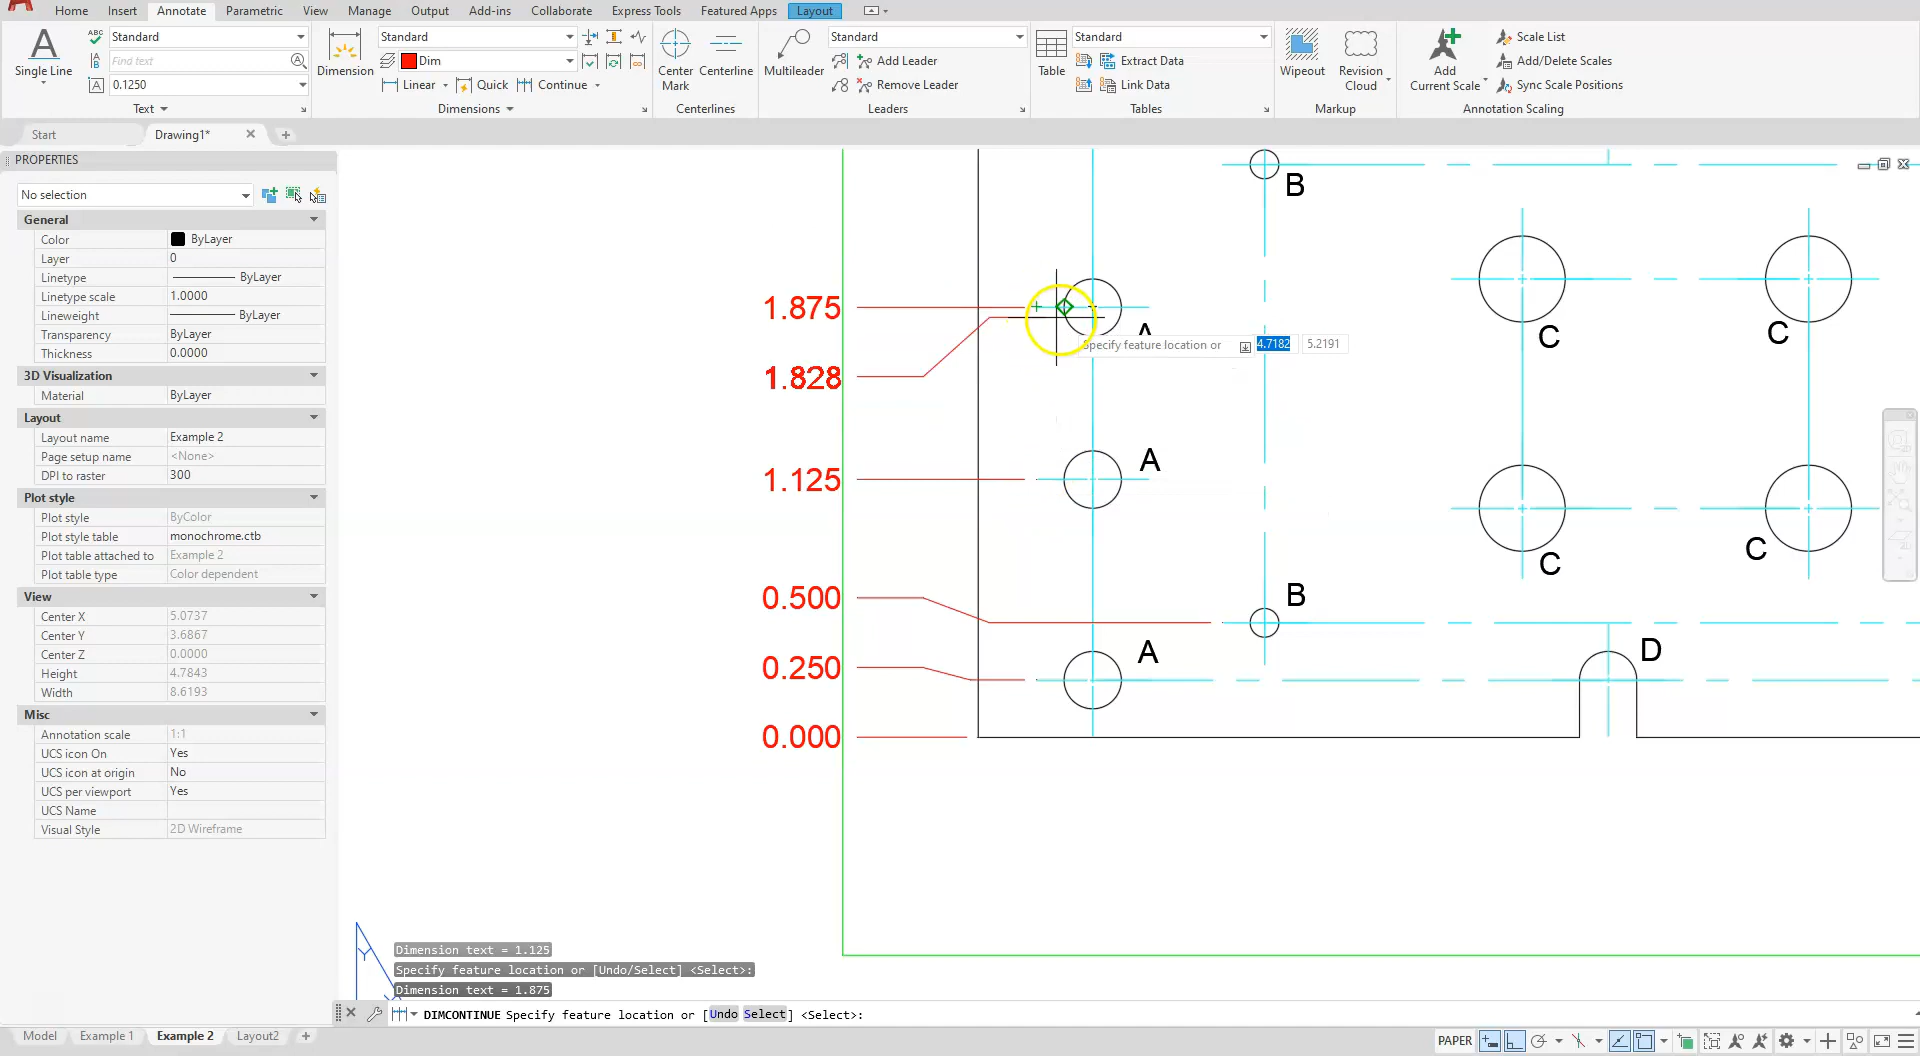 Home Insert Annotate Parametric View Manage Output Add-ins Collaborate Express Tools Featured Apps Layout
Single Line
ABC
Standard
Find text
0.1250
Text
Dimension
Standard
Dim
Linear Quick Continue
Dimensions
Center Mark
Centerline
Centerlines
Multileader
Standard
Add Leader
Remove Leader
Leaders
Table
Standard
Extract Data
Link Data
Tables
Wipeout
Revision Cloud
Markup
Add Current Scale
Scale List
Add/Delete Scales
Sync Scale Positions
Annotation Scaling
Start
Drawing1*
PROPERTIES
No selection
General
Color ByLayer
Layer 0
Linetype ByLayer
Linetype scale 1.0000
Lineweight ByLayer
Transparency ByLayer
Thickness 0.0000
3D Visualization
Material ByLayer
Layout
Layout name Example 2
Page setup name <None>
DPI to raster 300
Plot style
Plot style ByColor
Plot style table monochrome.ctb
Plot table attached to Example 2
Plot table type Color dependent
View
Center X 5.0737
Center Y 3.6867
Center Z 0.0000
Height 4.7843
Width 8.6193
Misc
Annotation scale 1:1
UCS icon On Yes
UCS icon at origin No
UCS per viewport Yes
UCS Name
Visual Style 2D Wireframe
B
1.875
A
Specify feature location or 4.7182 5.2191
C
C
1.828
1.125
A
C
C
0.500
B
0.250
A
D
0.000
Y
Dimension text = 1.125
Specify feature location or [Undo/Select] <Select>:
Dimension text = 1.875
DIMCONTINUE Specify feature location or [Undo Select] <Select>:
Model Example 1 Example 2 Layout2
PAPER